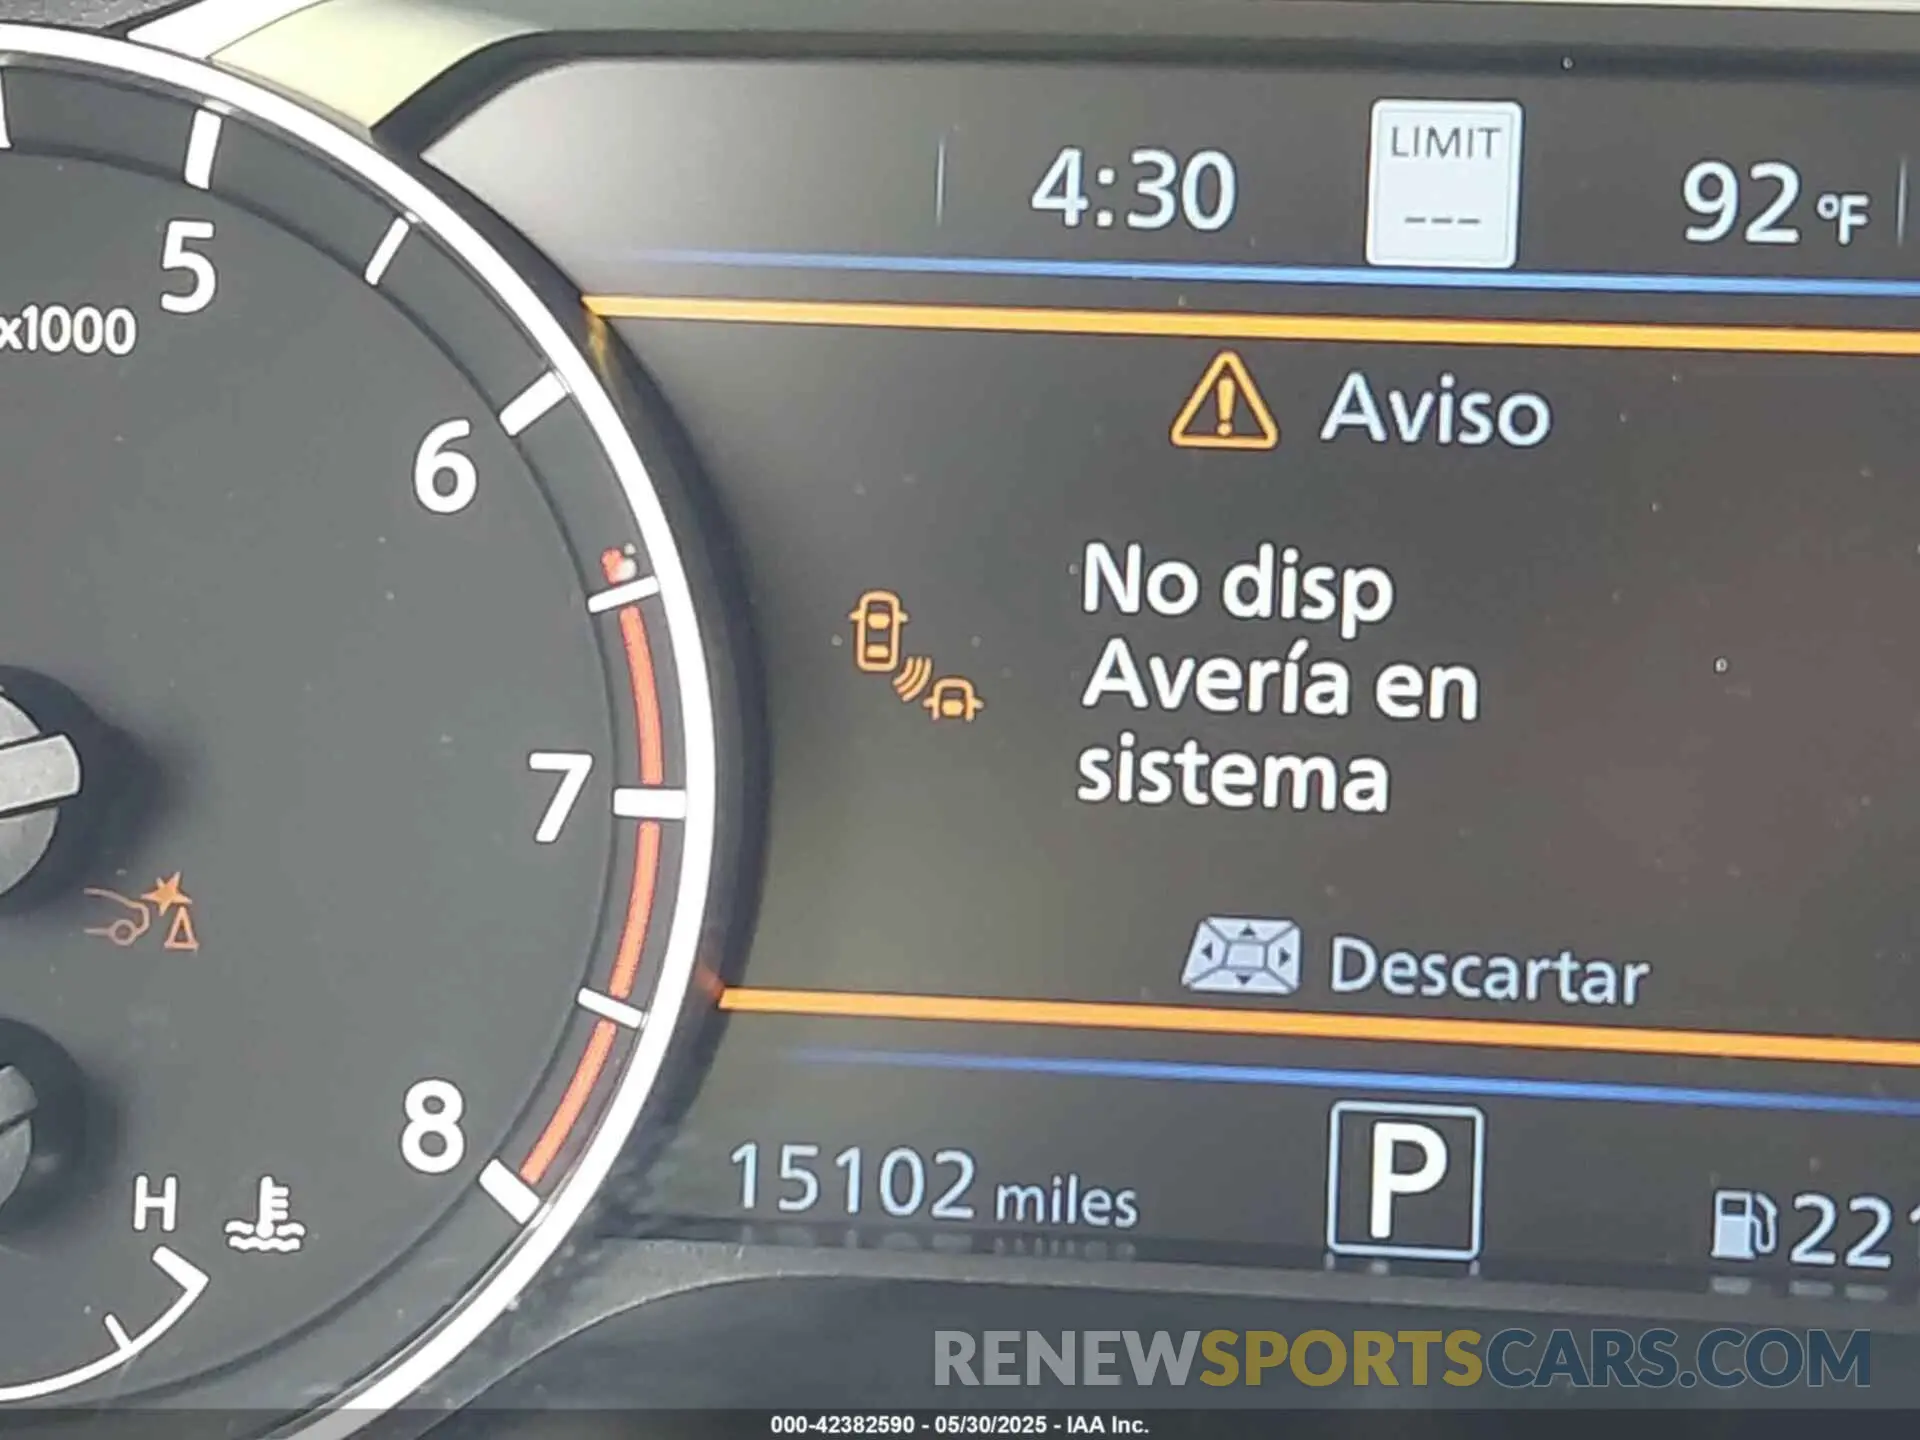 4:30
LIMIT
---
92 °F
5
x1000
Aviso
6
No disp
Avería en
sistema
7
Descartar
8
15102 miles
P
H
221
RENEWSPORTSCARS.COM
000-42382590 - 05/30/2025 - IAA Inc.